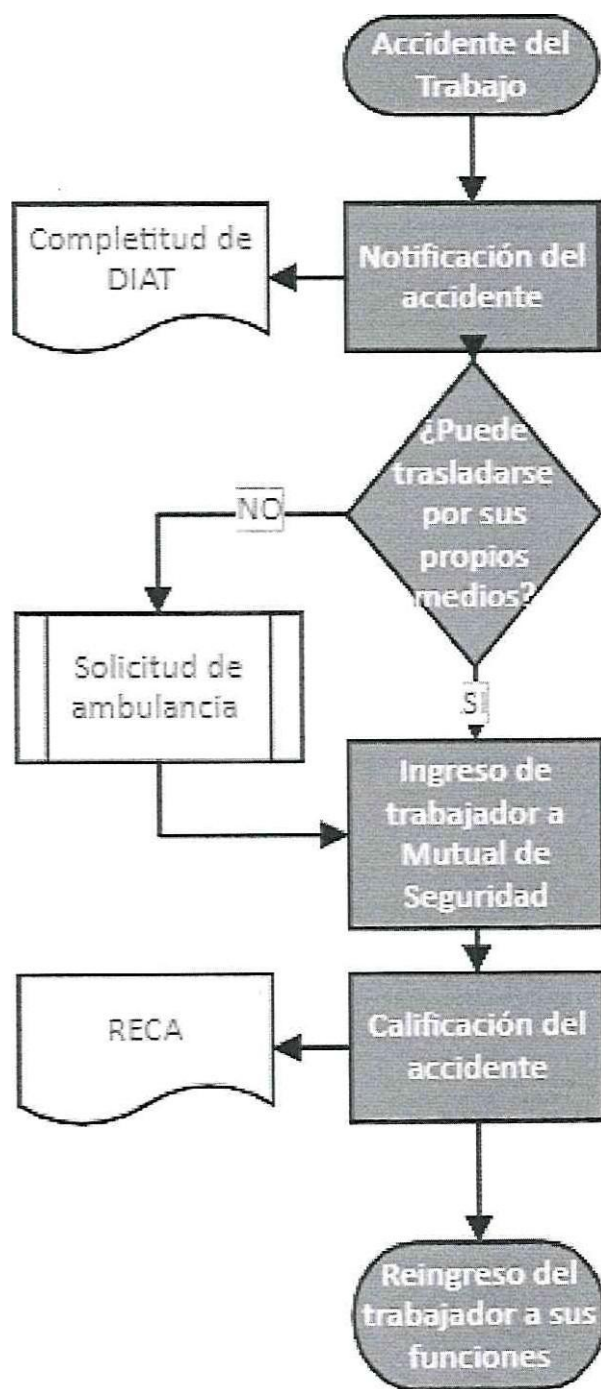 Accidente del
Trabajo
Completitud de
DIAT
Notificación del
accidente
¿Puede
trasladarse
por sus
propios
medios?
NO
Solicitud de
ambulancia
SI
Ingreso de
trabajador a
Mutual de
Seguridad
RECA
Calificación del
accidente
Reingreso del
trabajador a sus
funciones